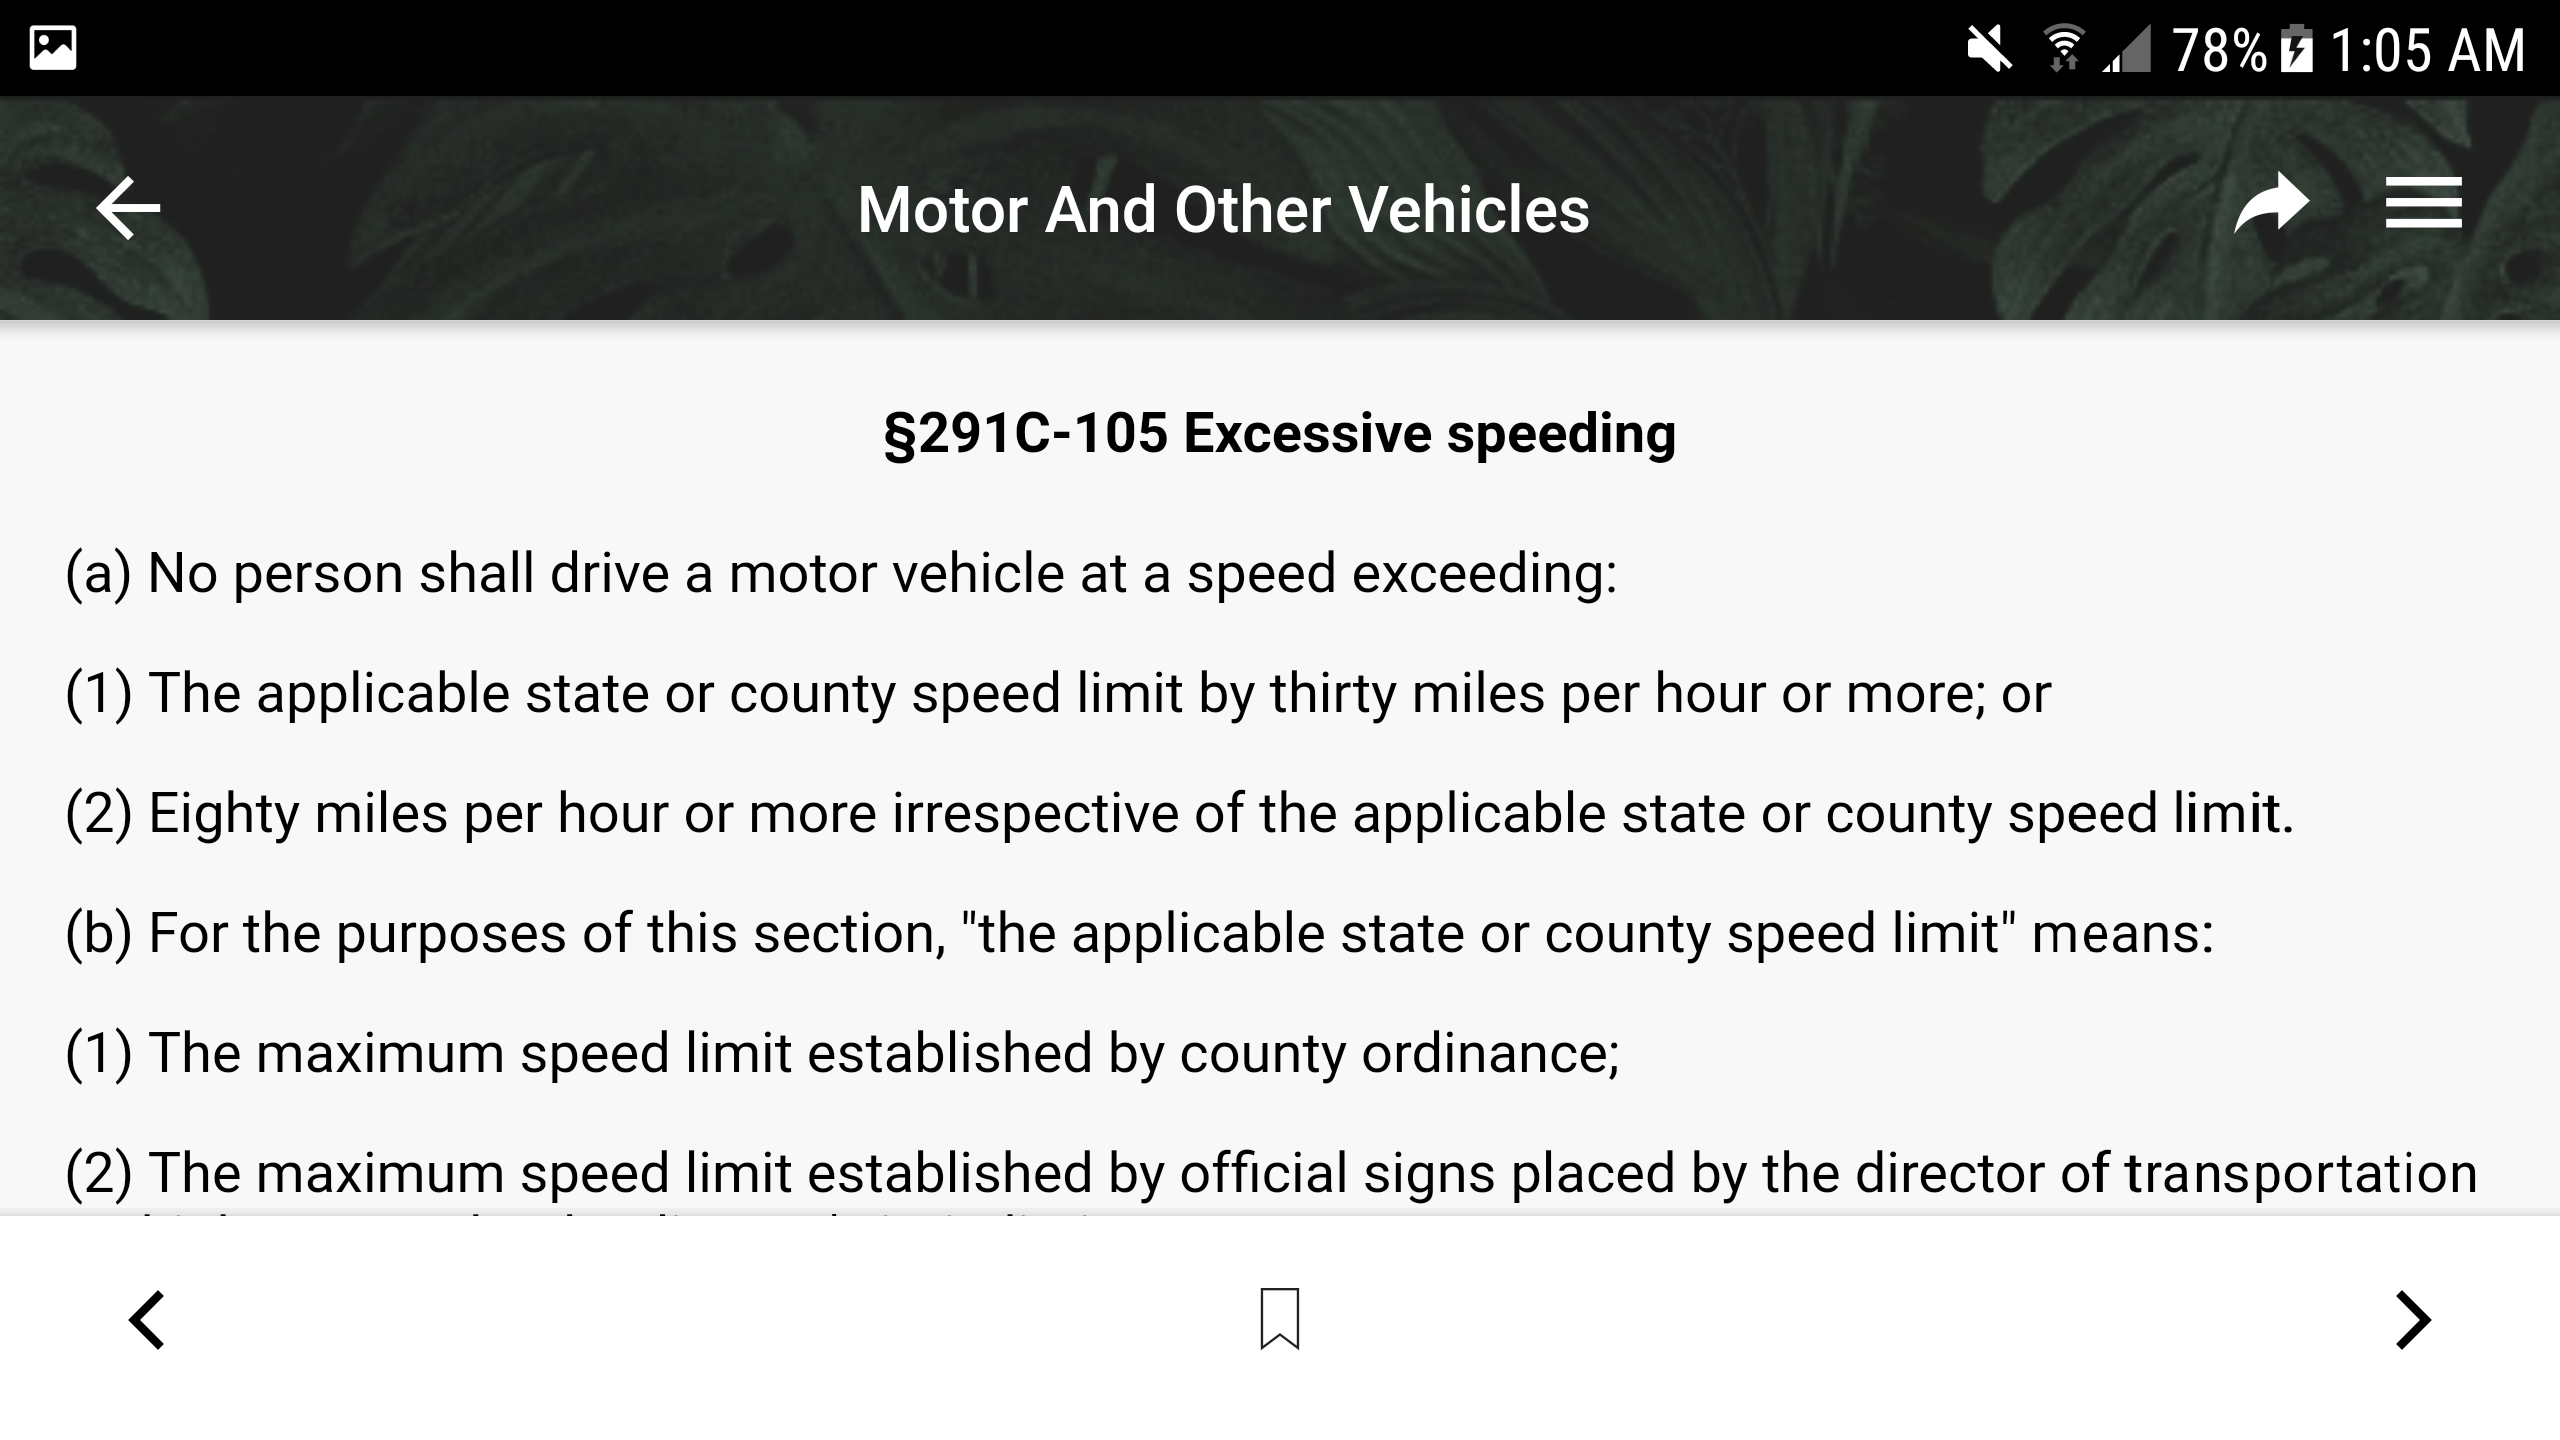 78% 1:05 AM
Motor And Other Vehicles
§291C-105 Excessive speeding
(a) No person shall drive a motor vehicle at a speed exceeding:
(1) The applicable state or county speed limit by thirty miles per hour or more; or
(2) Eighty miles per hour or more irrespective of the applicable state or county speed limit.
(b) For the purposes of this section, "the applicable state or county speed limit" means:
(1) The maximum speed limit established by county ordinance;
(2) The maximum speed limit established by official signs placed by the director of transportation